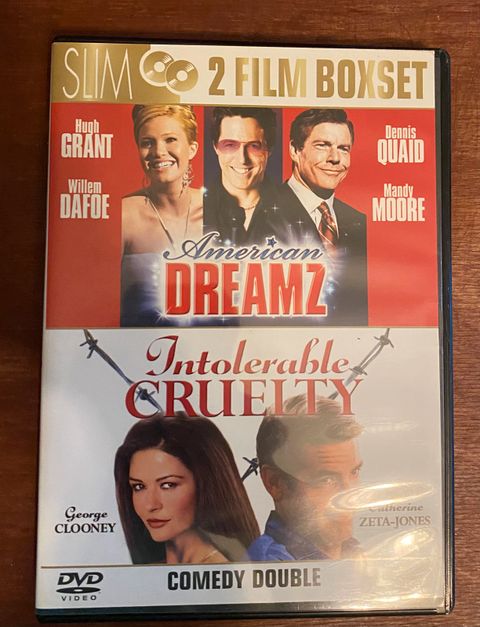 SLIM 2 FILM BOXSET
Hugh
GRANT
Willem
DAFOE
Dennis
QUAID
Mandy
MOORE
American
DREAMZ
Intolerable
CRUELTY
George
CLOONEY
Catherine
ZETA-JONES
DVD
VIDEO
COMEDY DOUBLE